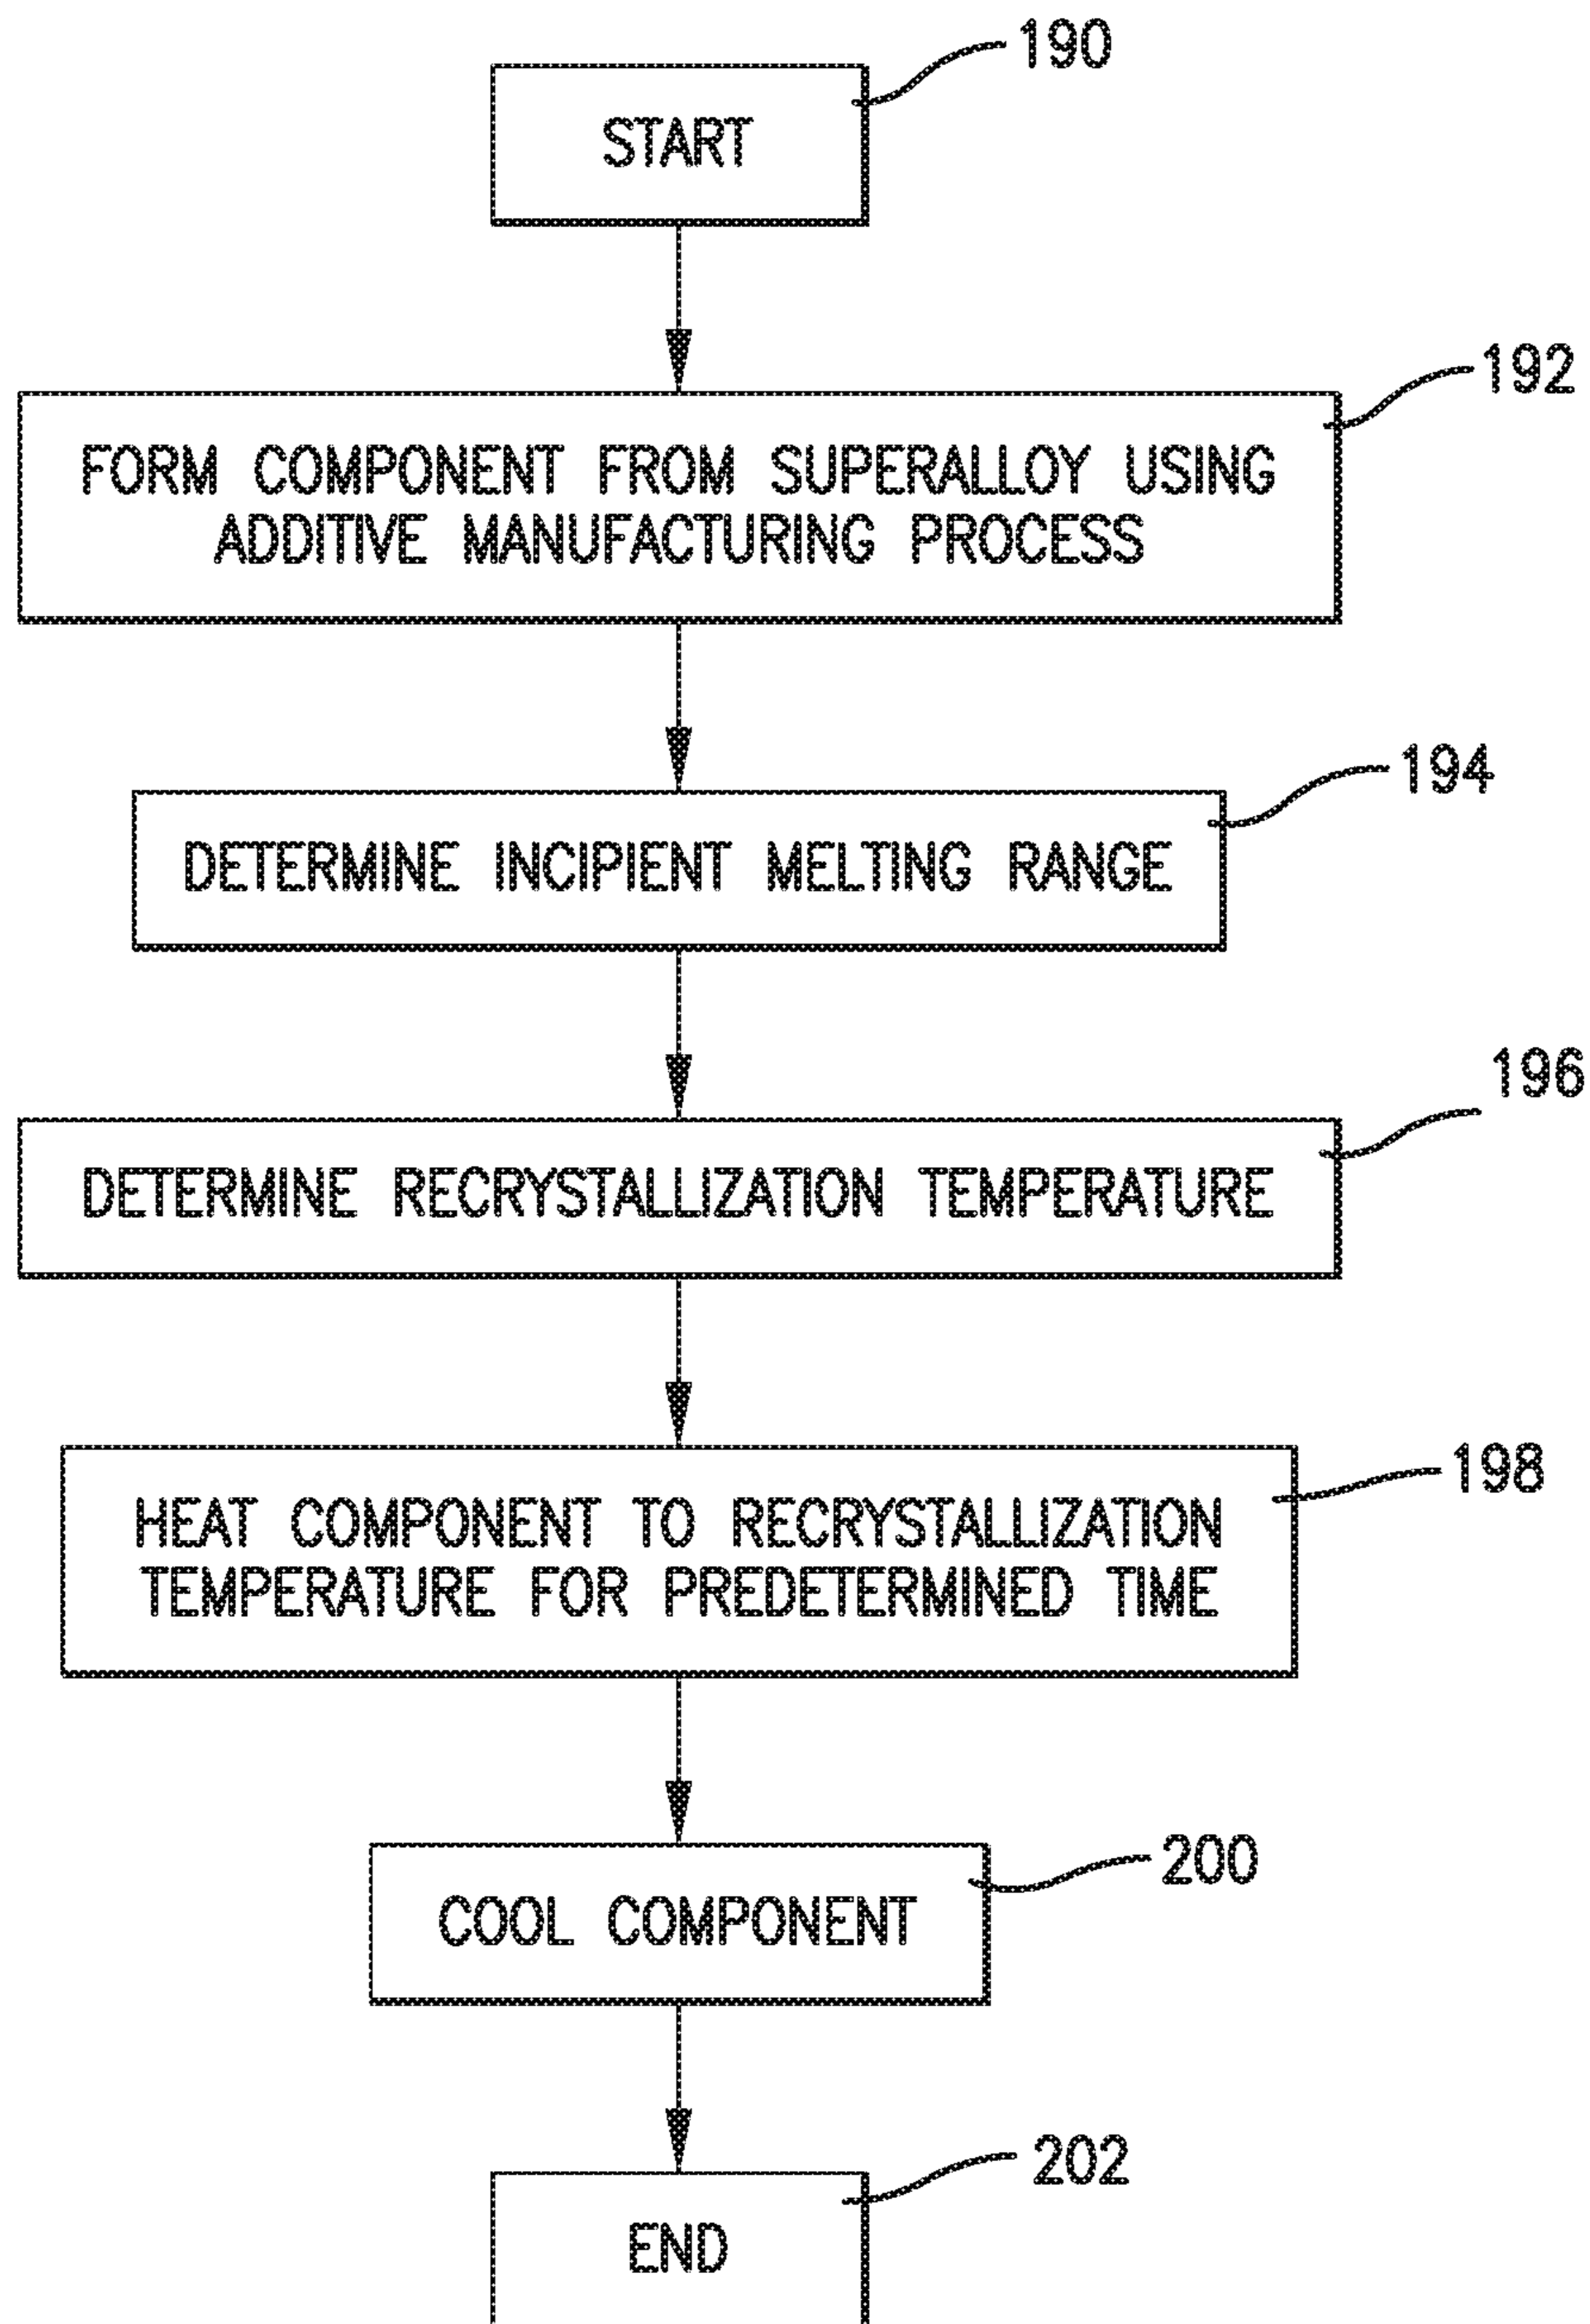 190
START
192
FORM COMPONENT FROM SUPERALLOY USING
ADDITIVE MANUFACTURING PROCESS
194
DETERMINE INCIPIENT MELTING RANGE
196
DETERMINE RECRYSTALLIZATION TEMPERATURE
198
HEAT COMPONENT TO RECRYSTALLIZATION
TEMPERATURE FOR PREDETERMINED TIME
200
COOL COMPONENT
202
END